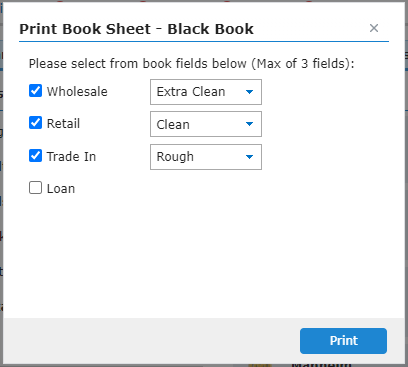 Print Book Sheet - Black Book
Please select from book fields below (Max of 3 fields):
Wholesale Extra Clean
Retail Clean
Trade In Rough
Loan
Print